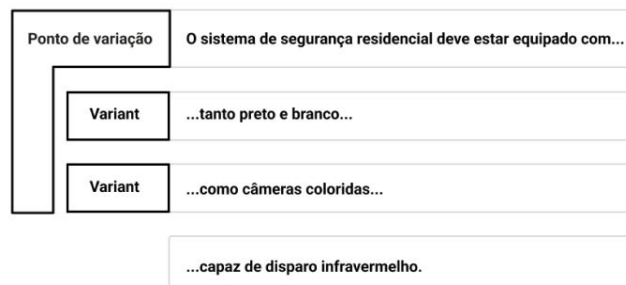 Ponto de variação
O sistema de segurança residencial deve estar equipado com...
Variant
...tanto preto e branco...
Variant
...como câmeras coloridas...
...capaz de disparo infravermelho.